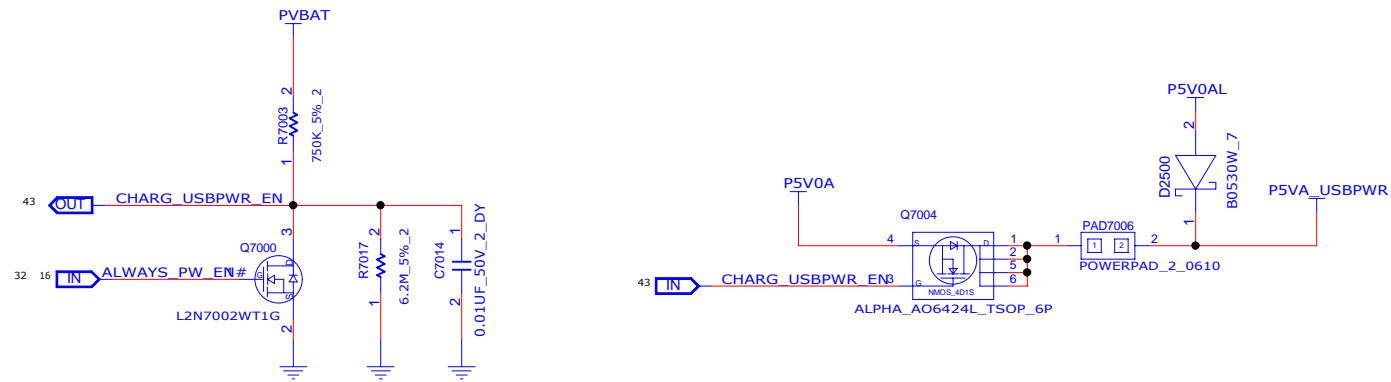 PVBAT
2
R7003
750K_5%_2
1
43 OUT CHARG_USBPWR_EN
3
Q7000
D
32 16 IN ALWAYS_PW_EN#
G
S
L2N7002WT1G
2
2
R7017
6.2M_5%_2
1
1
C7014
0.01UF_50V_2_DY
2
P5V0AL
2
D2500
B0530W_7
1
P5V0A
P5VA_USBPWR
Q7004
4 S D 1
2
5
6
G
NMOS_4D1S
43 IN CHARG_USBPWR_EN 3
ALPHA_AO6424L_TSOP_6P
PAD7006
1 1 2 2
POWERPAD_2_0610